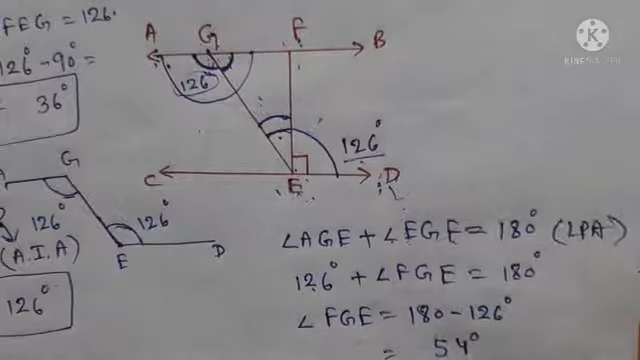 FEG = 126°
126° - 90° =
= 36°
A G F B
126°
126°
C E D
A G
126° 126°
(A.I.A) E D
126°
∠AGE + ∠EGF = 180° (LPA)
126° + ∠FGE = 180°
∠FGE = 180 - 126°
= 54°
K